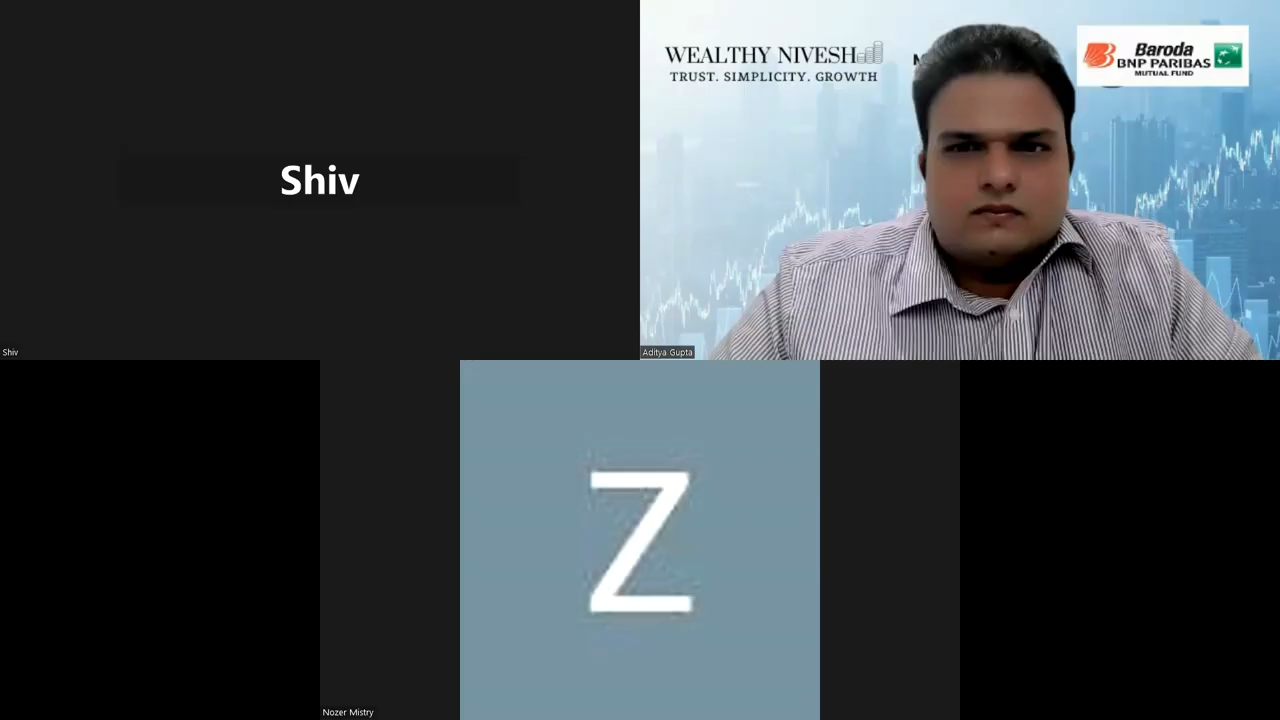 Shiv
Shiv
WEALTHY NIVESH
TRUST. SIMPLICITY. GROWTH
M
Baroda
BNP PARIBAS
MUTUAL FUND
Aditya Gupta
Z
Nozer Mistry